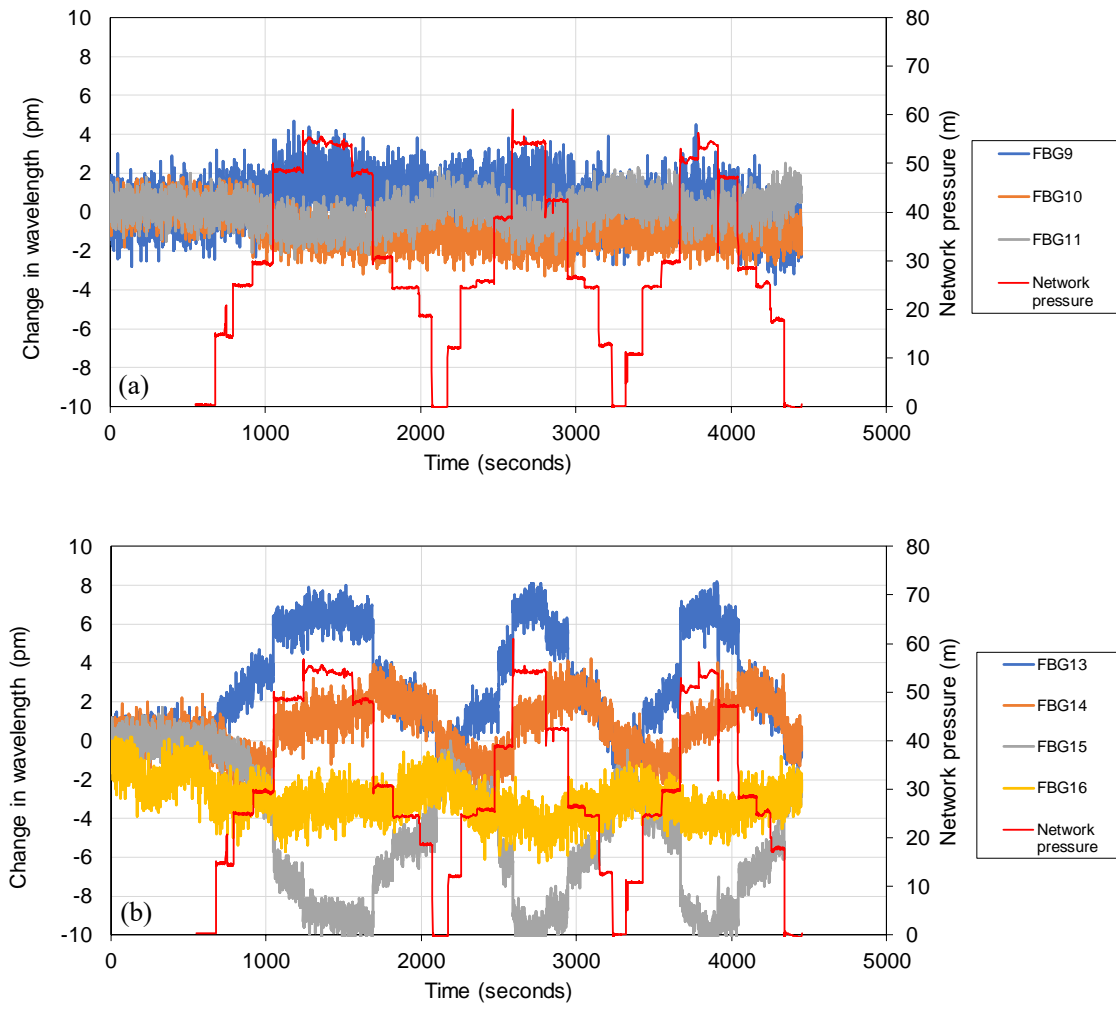 10
8
6
4
2
0
-2
-4
-6
-8
-10
Change in wavelength (pm)
(a)
80
70
60
50
40
30
20
10
0
Network pressure (m)
0
1000
2000
3000
4000
5000
Time (seconds)
FBG9
FBG10
FBG11
Network
pressure
10
8
6
4
2
0
-2
-4
-6
-8
-10
Change in wavelength (pm)
(b)
80
70
60
50
40
30
20
10
0
Network pressure (m)
0
1000
2000
3000
4000
5000
Time (seconds)
FBG13
FBG14
FBG15
FBG16
Network
pressure